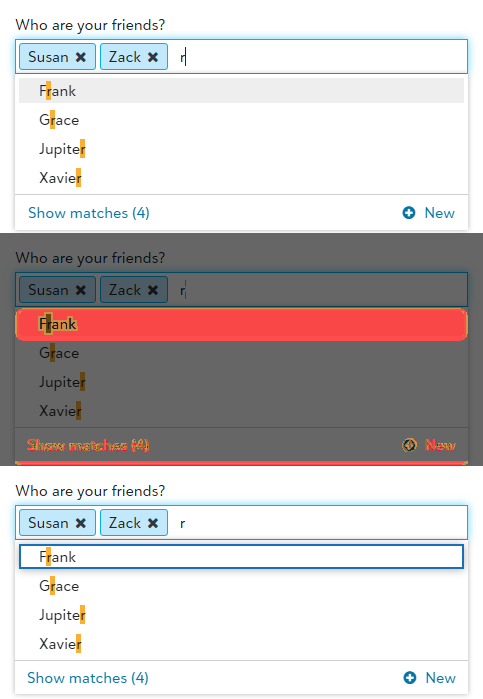 Who are your friends?
Susan ✖ Zack ✖ r
Frank
Grace
Jupiter
Xavier
Show matches (4) New
Who are your friends?
Susan ✖ Zack ✖ r
Frank
Grace
Jupiter
Xavier
Show matches (4) New
Who are your friends?
Susan ✖ Zack ✖ r
Frank
Grace
Jupiter
Xavier
Show matches (4) New